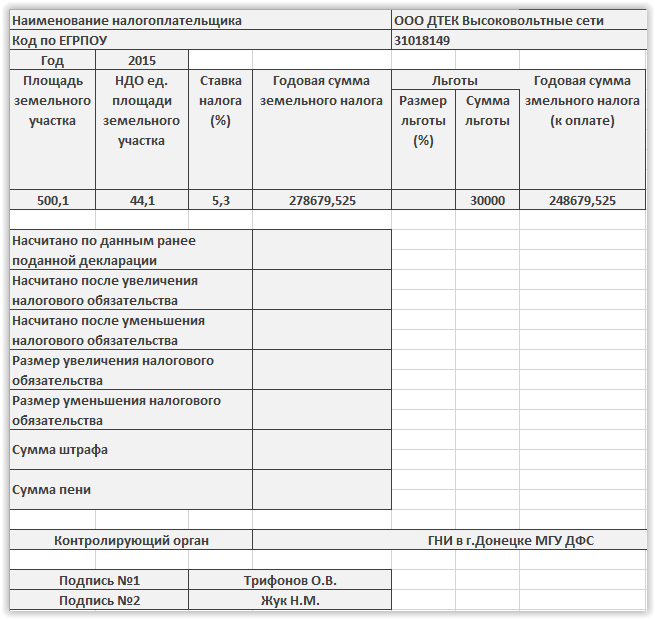 Наименование налогоплательщика ООО ДТЕК Высоковольтные сети
Код по ЕГРПОУ 31018149
Год 2015
Площадь земельного участка
НДО ед. площади земельного участка
Ставка налога (%)
Годовая сумма земельного налога
Льготы
Размер льготы (%)
Сумма льготы
Годовая сумма змельного налога (к оплате)
500,1 44,1 5,3 278679,525 30000 248679,525
Насчитано по данным ранее
поданной декларации
Насчитано после увеличения
налогового обязательства
Насчитано после уменьшения
налогового обязательства
Размер увеличения налогового
обязательства
Размер уменьшения налогового
обязательства
Сумма штрафа
Сумма пени
Контролирующий орган ГНИ в г.Донецке МГУ ДФС
Подпись №1 Трифонов О.В.
Подпись №2 Жук Н.М.